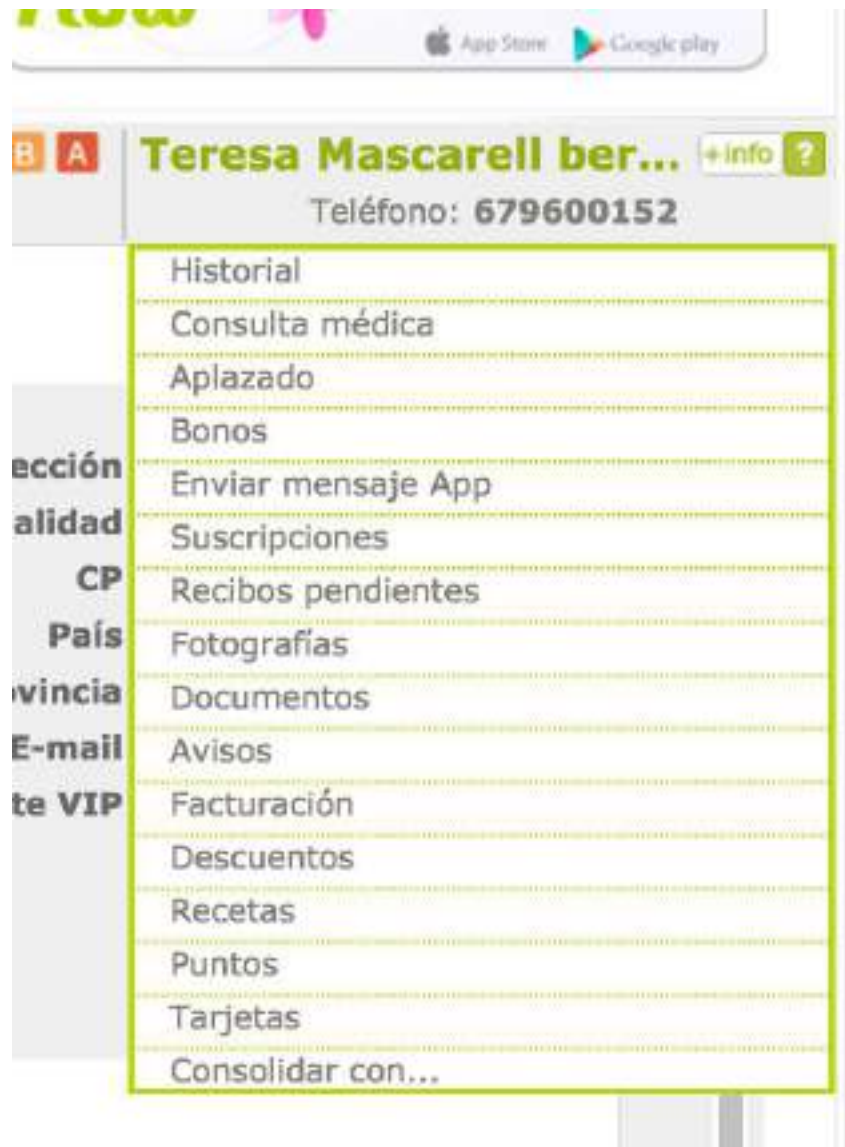 App Store Google play
B A
Teresa Mascarell ber... +info ?
Teléfono: 679600152
Historial
Consulta médica
Aplazado
Bonos
Enviar mensaje App
Suscripciones
Recibos pendientes
Fotografías
Documentos
Avisos
Facturación
Descuentos
Recetas
Puntos
Tarjetas
Consolidar con...
ección
alidad
CP
País
vincia
E-mail
te VIP